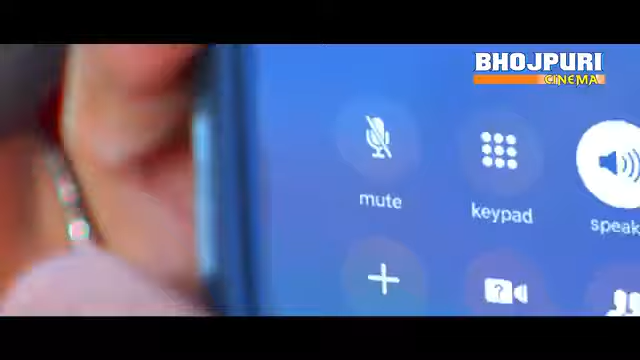 BHOJPURI
CINEMA
mute
keypad
speak
?